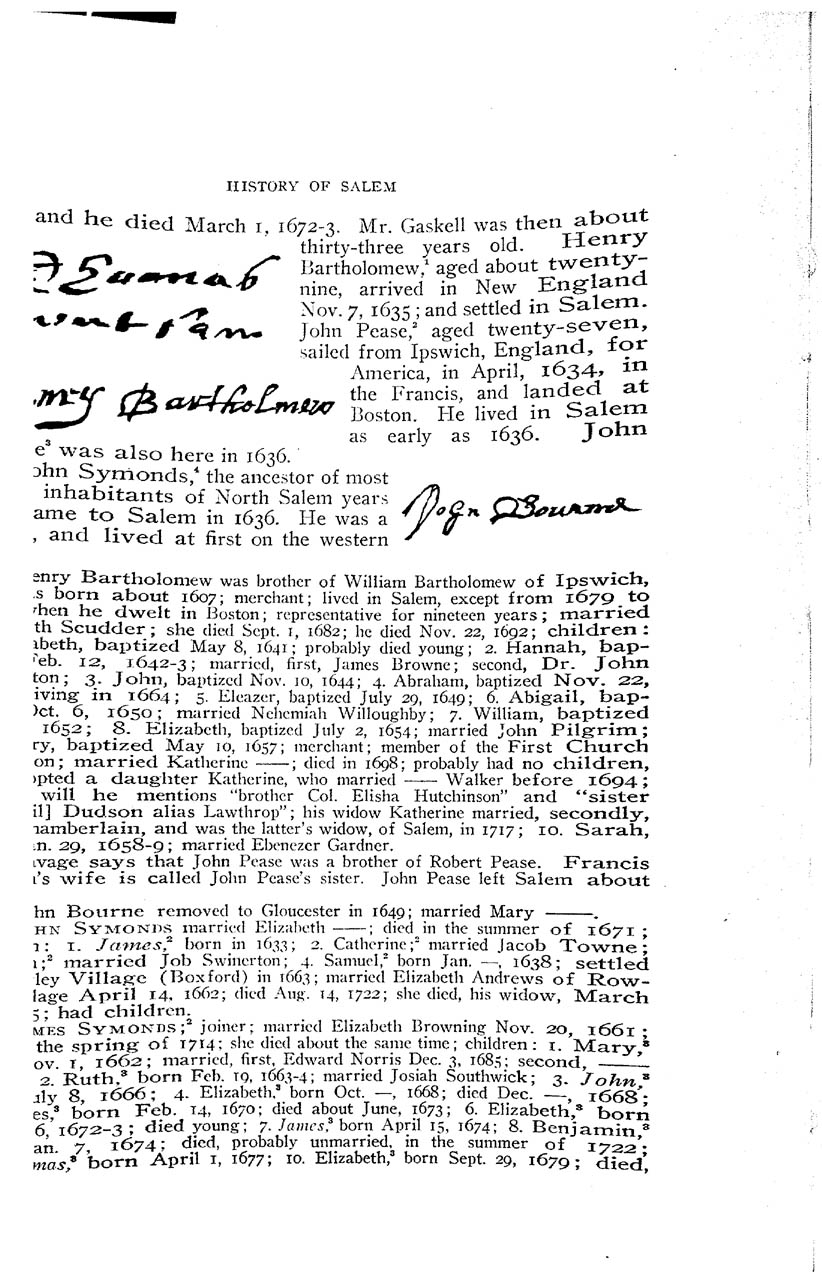 HISTORY OF SALEM
and he died March 1, 1672-3. Mr. Gaskell was then about
thirty-three years old. Henry
Bartholomew,¹ aged about twenty-
nine, arrived in New England
Nov. 7, 1635; and settled in Salem.
John Pease,² aged twenty-seven,
sailed from Ipswich, England, for
America, in April, 1634, in
the Francis, and landed at
Boston. He lived in Salem
as early as 1636. John
Bartholmew
e³ was also here in 1636.
ohn Symonds,⁴ the ancestor of most
inhabitants of North Salem years
ame to Salem in 1636. He was a
, and lived at first on the western
John Bourne
enry Bartholomew was brother of William Bartholomew of Ipswich,
s born about 1607; merchant; lived in Salem, except from 1679 to
hen he dwelt in Boston; representative for nineteen years; married
th Scudder; she died Sept. 1, 1682; he died Nov. 22, 1692; children:
abeth, baptized May 8, 1641; probably died young; 2. Hannah, bap-
eb. 12, 1642-3; married, first, James Browne; second, Dr. John
ton; 3. John, baptized Nov. 10, 1644; 4. Abraham, baptized Nov. 22,
iving in 1664; 5. Eleazer, baptized July 29, 1649; 6. Abigail, bap-
Oct. 6, 1650; married Nehemiah Willoughby; 7. William, baptized
1652; 8. Elizabeth, baptized July 2, 1654; married John Pilgrim;
ry, baptized May 10, 1657; merchant; member of the First Church
on; married Katherine ——; died in 1698; probably had no children,
opted a daughter Katherine, who married —— Walker before 1694;
will he mentions "brother Col. Elisha Hutchinson" and "sister
il] Dudson alias Lawthrop"; his widow Katherine married, secondly,
hamberlain, and was the latter's widow, of Salem, in 1717; 10. Sarah,
an. 29, 1658-9; married Ebenezer Gardner.
avage says that John Pease was a brother of Robert Pease. Francis
's wife is called John Pease's sister. John Pease left Salem about
hn Bourne removed to Gloucester in 1649; married Mary ——.
HN SYMONDS married Elizabeth ——; died in the summer of 1671;
n: 1. James,² born in 1633; 2. Catherine;² married Jacob Towne;
;² married Job Swinerton; 4. Samuel,² born Jan. —, 1638; settled
ley Village (Boxford) in 1663; married Elizabeth Andrews of Row-
lage April 14, 1662; died Aug. 14, 1722; she died, his widow, March
5; had children.
MES SYMONDS;² joiner; married Elizabeth Browning Nov. 20, 1661;
the spring of 1714; she died about the same time; children: 1. Mary,³
ov. 1, 1662; married, first, Edward Norris Dec. 3, 1685; second, ——
2. Ruth,³ born Feb. 19, 1663-4; married Josiah Southwick; 3. John,³
uly 8, 1666; 4. Elizabeth,³ born Oct. —, 1668; died Dec. —, 1668;
es,³ born Feb. 14, 1670; died about June, 1673; 6. Elizabeth,³ born
6, 1672-3; died young; 7. James,³ born April 15, 1674; 8. Benjamin,³
an. 7, 1674; died, probably unmarried, in the summer of 1722;
mas,³ born April 1, 1677; 10. Elizabeth,³ born Sept. 29, 1679; died,